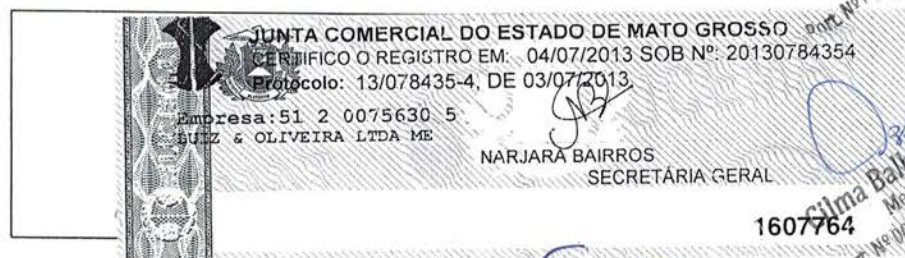 JUNTA COMERCIAL DO ESTADO DE MATO GROSSO
CERTIFICO O REGISTRO EM: 04/07/2013 SOB Nº: 20130784354
Protocolo: 13/078435-4, DE 03/07/2013
Empresa:51 2 0075630 5
LUIZ & OLIVEIRA LTDA ME
NARJARA BAIRROS
SECRETÁRIA GERAL
1607764
Gilma